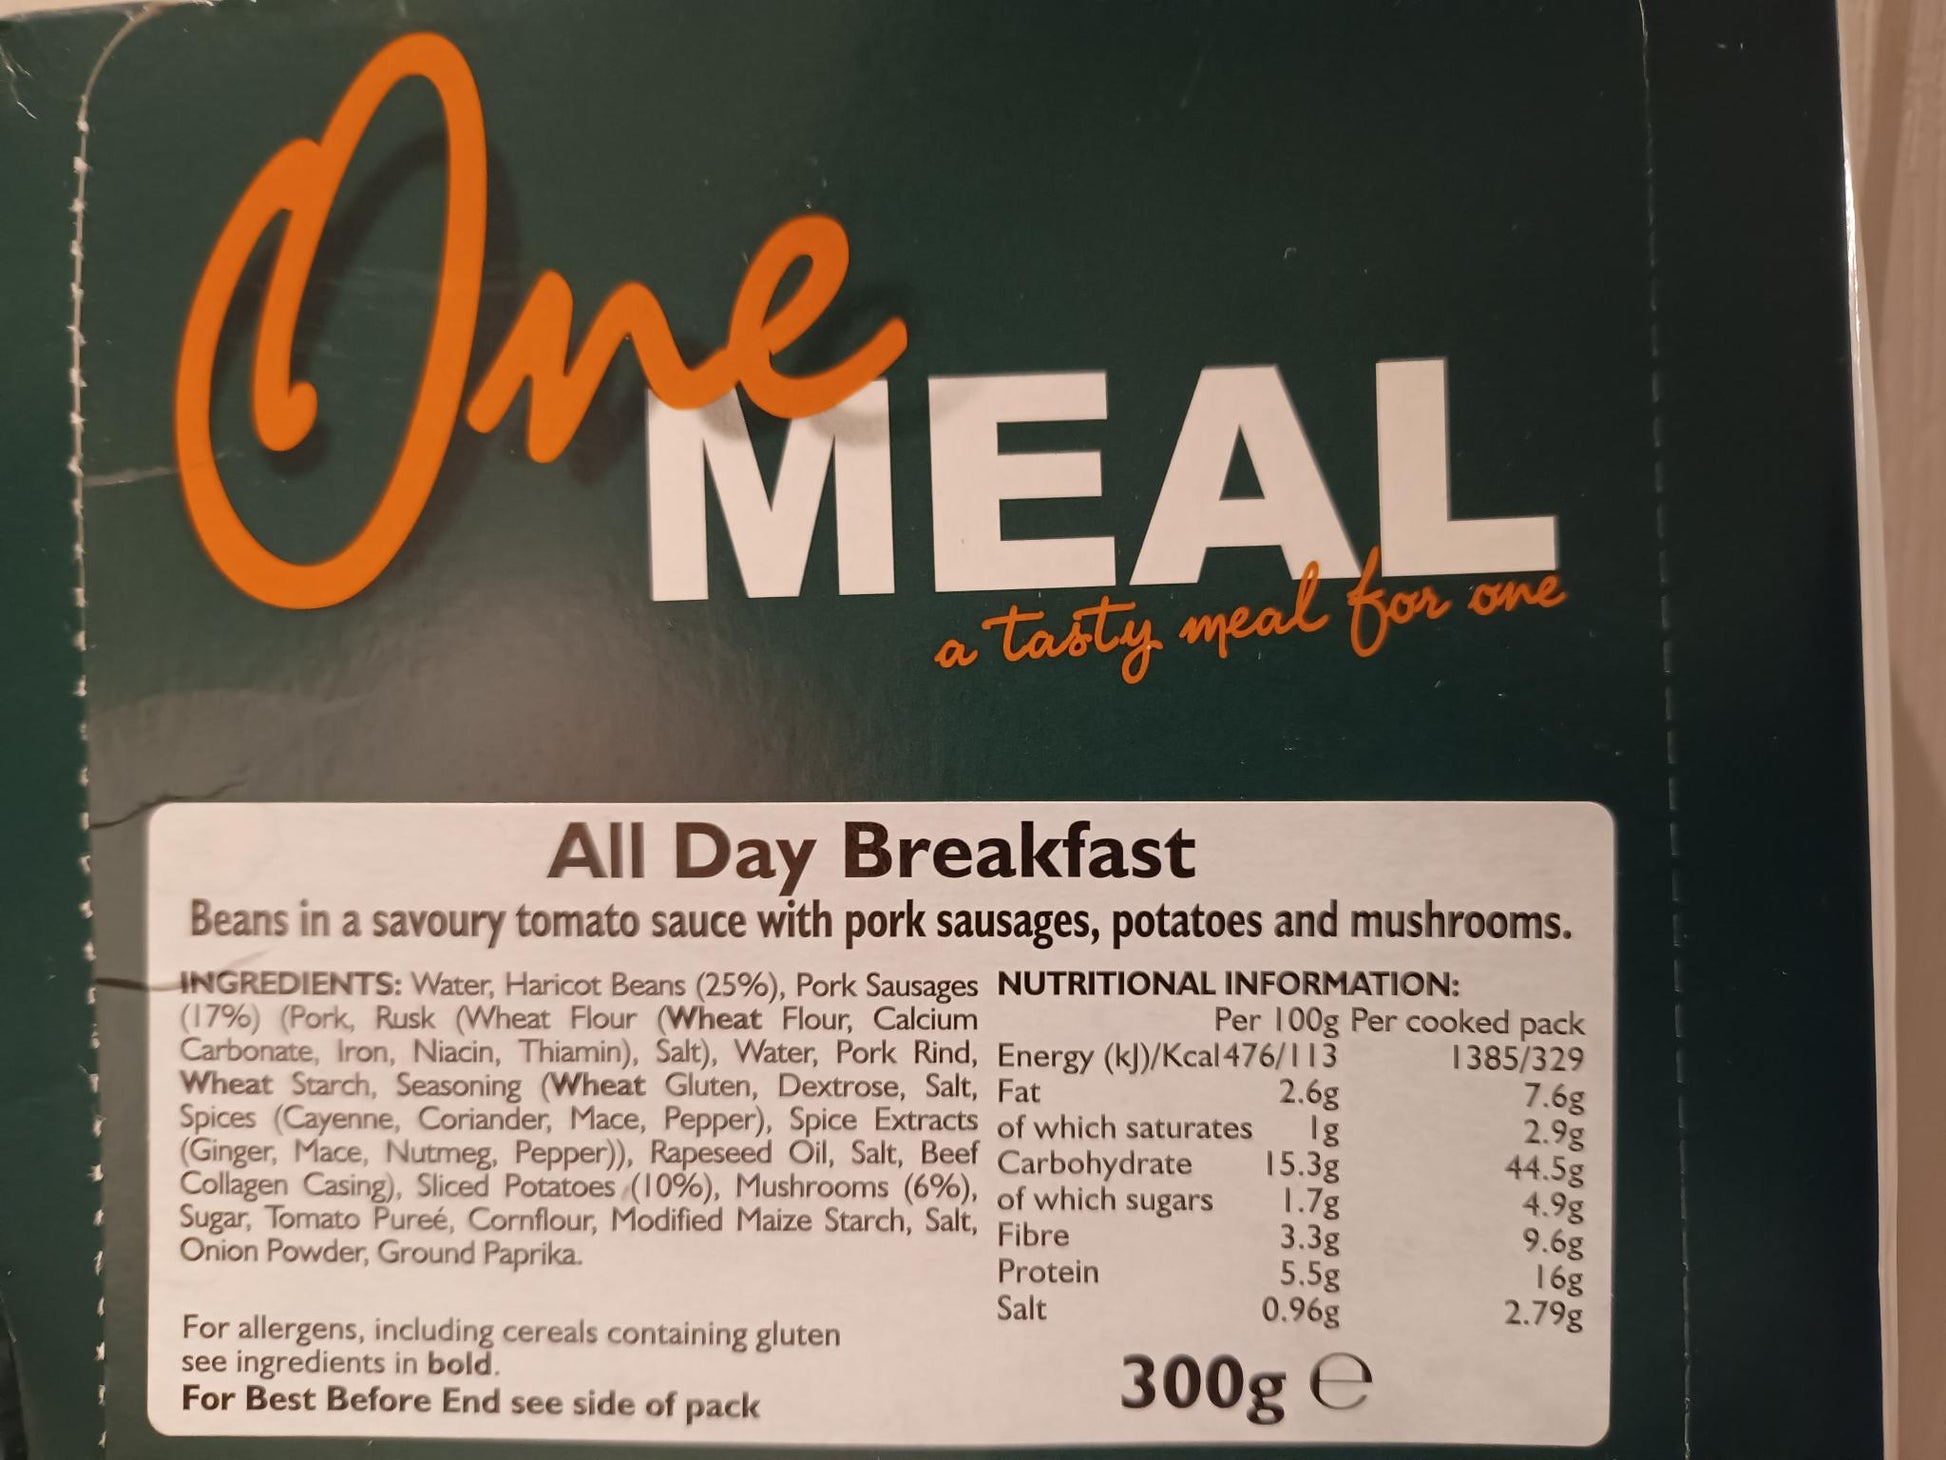 One
MEAL
a tasty meal for one
All Day Breakfast
Beans in a savoury tomato sauce with pork sausages, potatoes and mushrooms.
INGREDIENTS: Water, Haricot Beans (25%), Pork Sausages
(17%) (Pork, Rusk (Wheat Flour (Wheat Flour, Calcium
Carbonate, Iron, Niacin, Thiamin), Salt), Water, Pork Rind,
Wheat Starch, Seasoning (Wheat Gluten, Dextrose, Salt,
Spices (Cayenne, Coriander, Mace, Pepper), Spice Extracts
(Ginger, Mace, Nutmeg, Pepper)), Rapeseed Oil, Salt, Beef
Collagen Casing), Sliced Potatoes (10%), Mushrooms (6%),
Sugar, Tomato Pureé, Cornflour, Modified Maize Starch, Salt,
Onion Powder, Ground Paprika.
For allergens, including cereals containing gluten
see ingredients in bold.
For Best Before End see side of pack
NUTRITIONAL INFORMATION:
Per 100g Per cooked pack
Energy (kJ)/Kcal 476/113 1385/329
Fat 2.6g 7.6g
of which saturates 1g 2.9g
Carbohydrate 15.3g 44.5g
of which sugars 1.7g 4.9g
Fibre 3.3g 9.6g
Protein 5.5g 16g
Salt 0.96g 2.79g
300g ℮